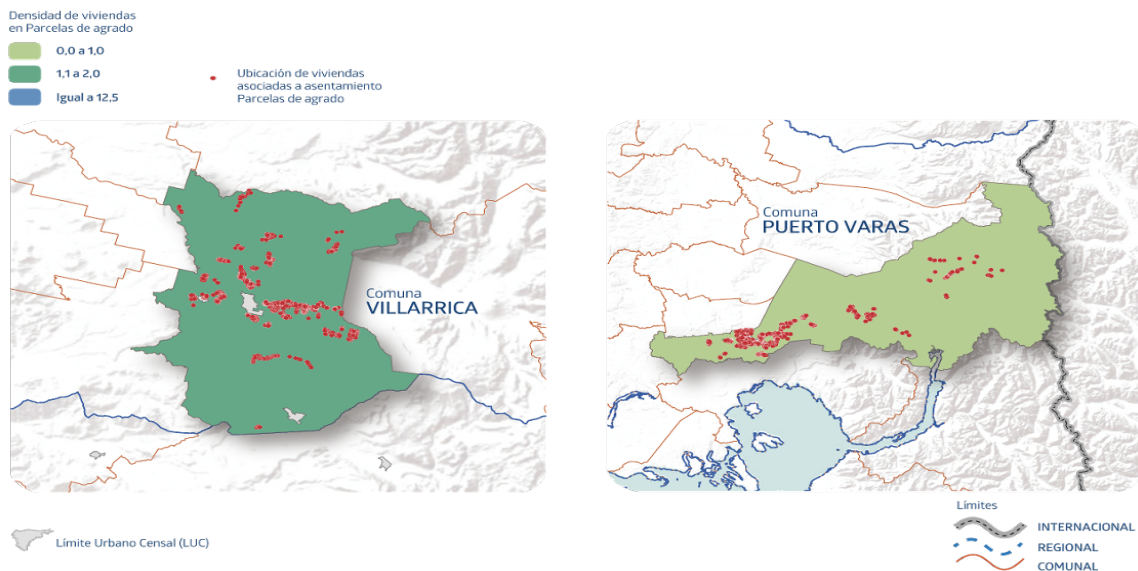 Densidad de viviendas
en Parcelas de agrado
0,0 a 1,0
1,1 a 2,0
Igual a 12,5
Ubicación de viviendas
asociadas a asentamiento
Parcelas de agrado
Comuna
VILLARRICA
Comuna
PUERTO VARAS
Límite Urbano Censal (LUC)
Límites
INTERNACIONAL
REGIONAL
COMUNAL